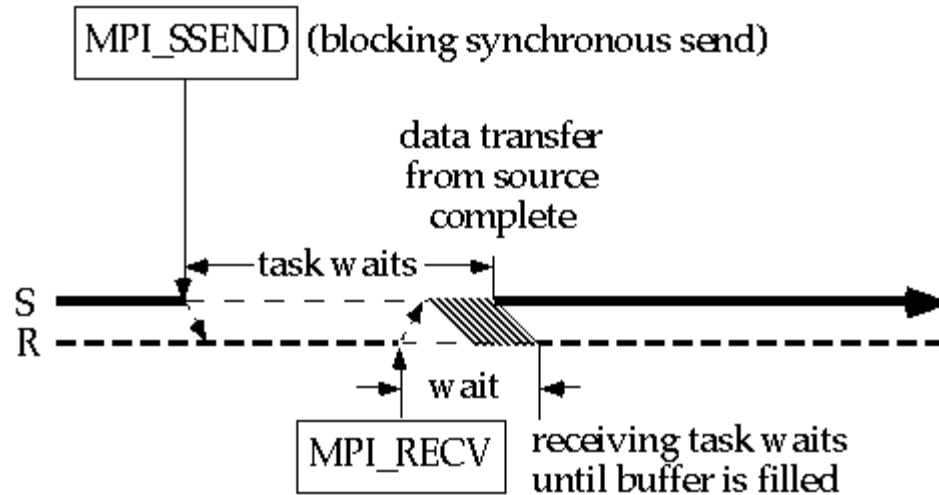 MPI_SSEND (blocking synchronous send)
data transfer
from source
complete
task waits
S
R
wait
MPI_RECV
receiving task waits
until buffer is filled